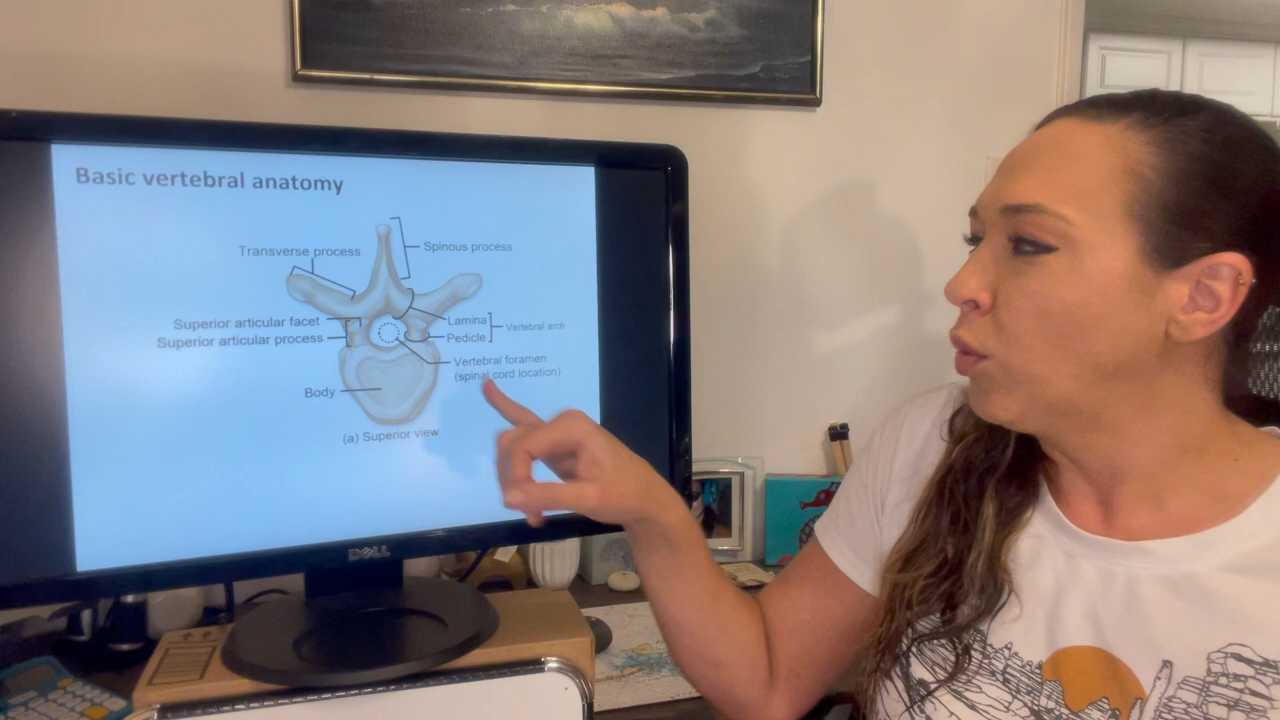 Basic vertebral anatomy
Transverse process
Spinous process
Superior articular facet
Superior articular process
Lamina
Pedicle
Vertebral arch
Vertebral foramen
(spinal cord location)
Body
(a) Superior view
DELL